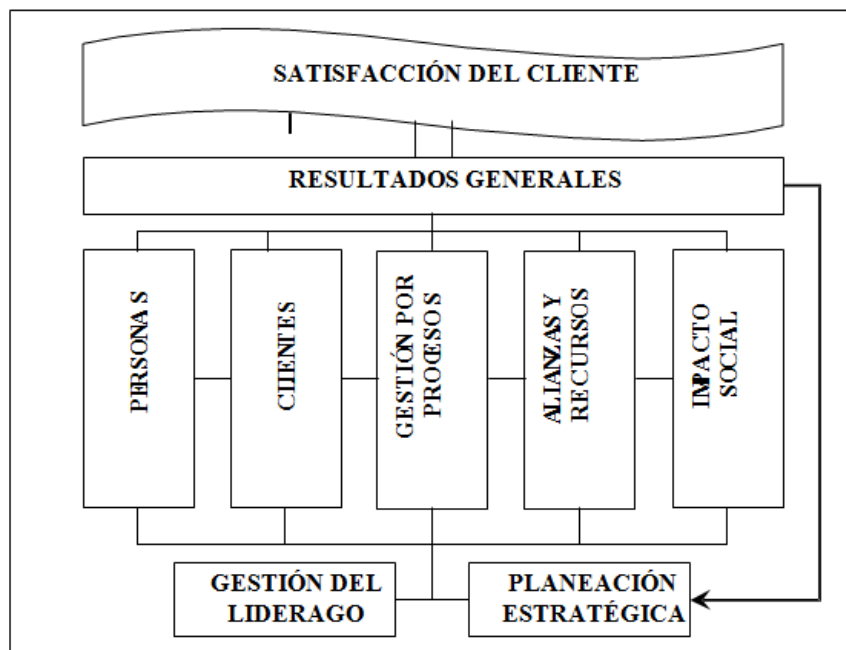 SATISFACCIÓN DEL CLIENTE
RESULTADOS GENERALES
PERSONAS
CLIENTES
GESTIÓN POR
PROCESOS
ALIANZAS Y
RECURSOS
IMPACTO
SOCIAL
GESTIÓN DEL
LIDERAGO
PLANEACIÓN
ESTRATÉGICA